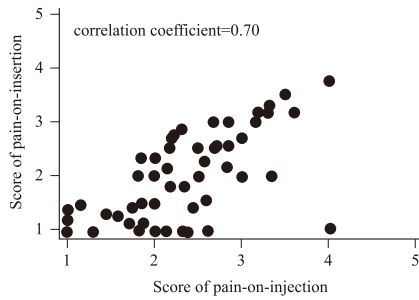 5
correlation coefficient=0.70
4
3
2
1
Score of pain-on-insertion
1 2 3 4 5
Score of pain-on-injection